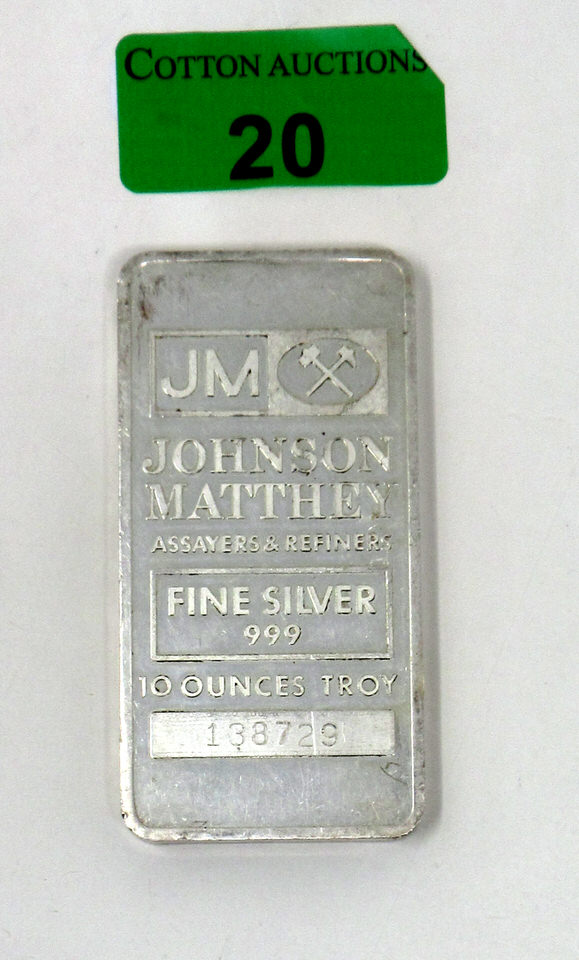 COTTON AUCTIONS
20
JM
JOHNSON
MATTHEY
ASSAYERS & REFINERS
FINE SILVER
999
10 OUNCES TROY
138729